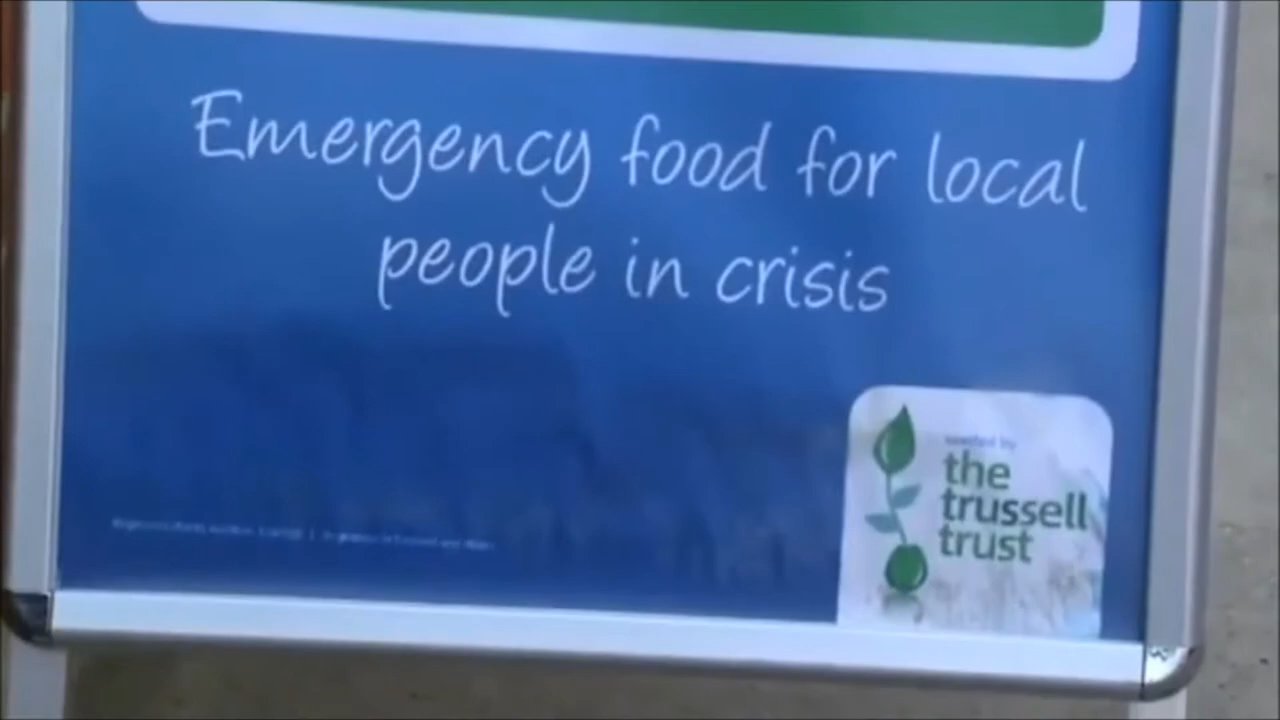 Emergency food for local
people in crisis
the
trussell
trust